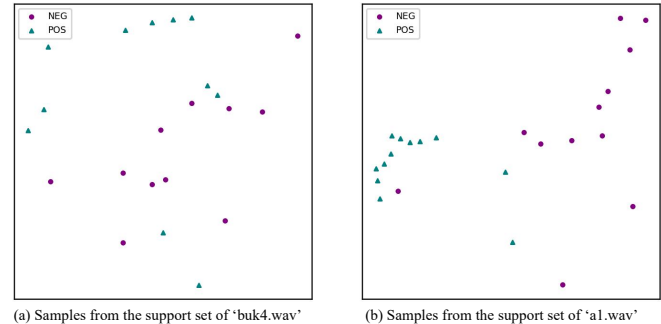 NEG
POS
NEG
POS
(a) Samples from the support set of ‘buk4.wav’
(b) Samples from the support set of ‘a1.wav’